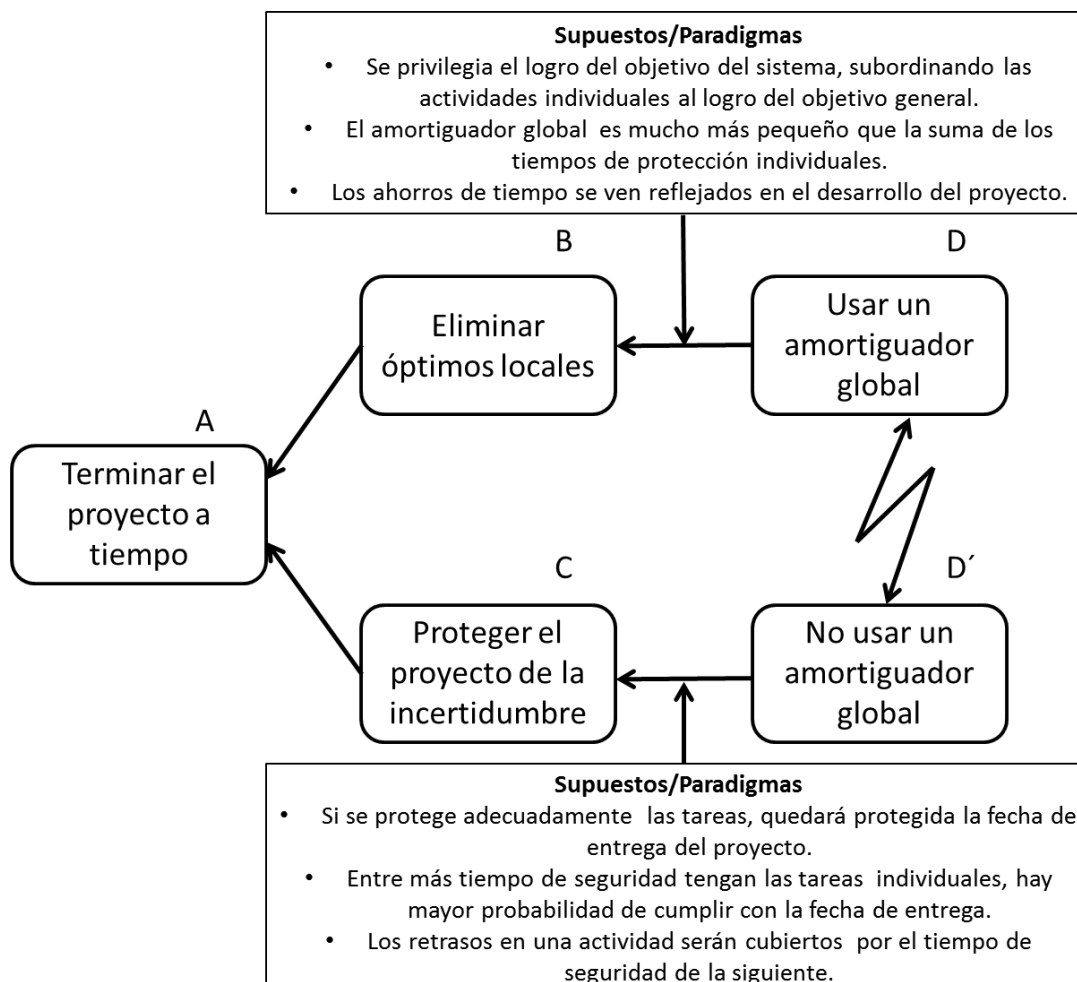 Supuestos/Paradigmas
• Se privilegia el logro del objetivo del sistema, subordinando las
actividades individuales al logro del objetivo general.
• El amortiguador global es mucho más pequeño que la suma de los
tiempos de protección individuales.
• Los ahorros de tiempo se ven reflejados en el desarrollo del proyecto.
B
D
Eliminar
óptimos locales
Usar un
amortiguador
global
A
Terminar el
proyecto a
tiempo
C
D´
Proteger el
proyecto de la
incertidumbre
No usar un
amortiguador
global
Supuestos/Paradigmas
• Si se protege adecuadamente las tareas, quedará protegida la fecha de
entrega del proyecto.
• Entre más tiempo de seguridad tengan las tareas individuales, hay
mayor probabilidad de cumplir con la fecha de entrega.
• Los retrasos en una actividad serán cubiertos por el tiempo de
seguridad de la siguiente.